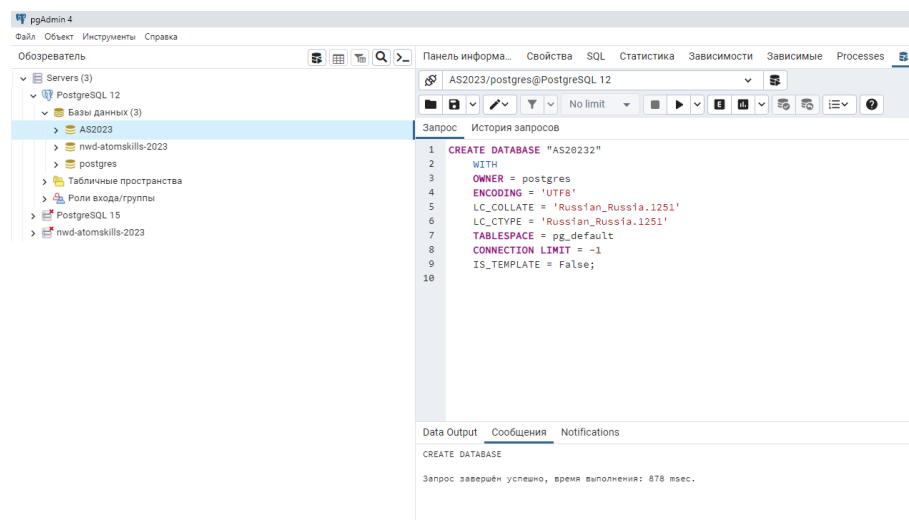 pgAdmin 4
Файл Объект Инструменты Справка
Обозреватель
Servers (3)
PostgreSQL 12
Базы данных (3)
AS2023
nwd-atomskills-2023
postgres
Табличные пространства
Роли входа/группы
PostgreSQL 15
nwd-atomskills-2023
Панель информа... Свойства SQL Статистика Зависимости Зависимые Processes
AS2023/postgres@PostgreSQL 12
No limit
E
Запрос История запросов
1 CREATE DATABASE "AS20232"
2 WITH
3 OWNER = postgres
4 ENCODING = 'UTF8'
5 LC_COLLATE = 'Russian_Russia.1251'
6 LC_CTYPE = 'Russian_Russia.1251'
7 TABLESPACE = pg_default
8 CONNECTION LIMIT = -1
9 IS_TEMPLATE = False;
10
Data Output Сообщения Notifications
CREATE DATABASE
Запрос завершён успешно, время выполнения: 878 msec.